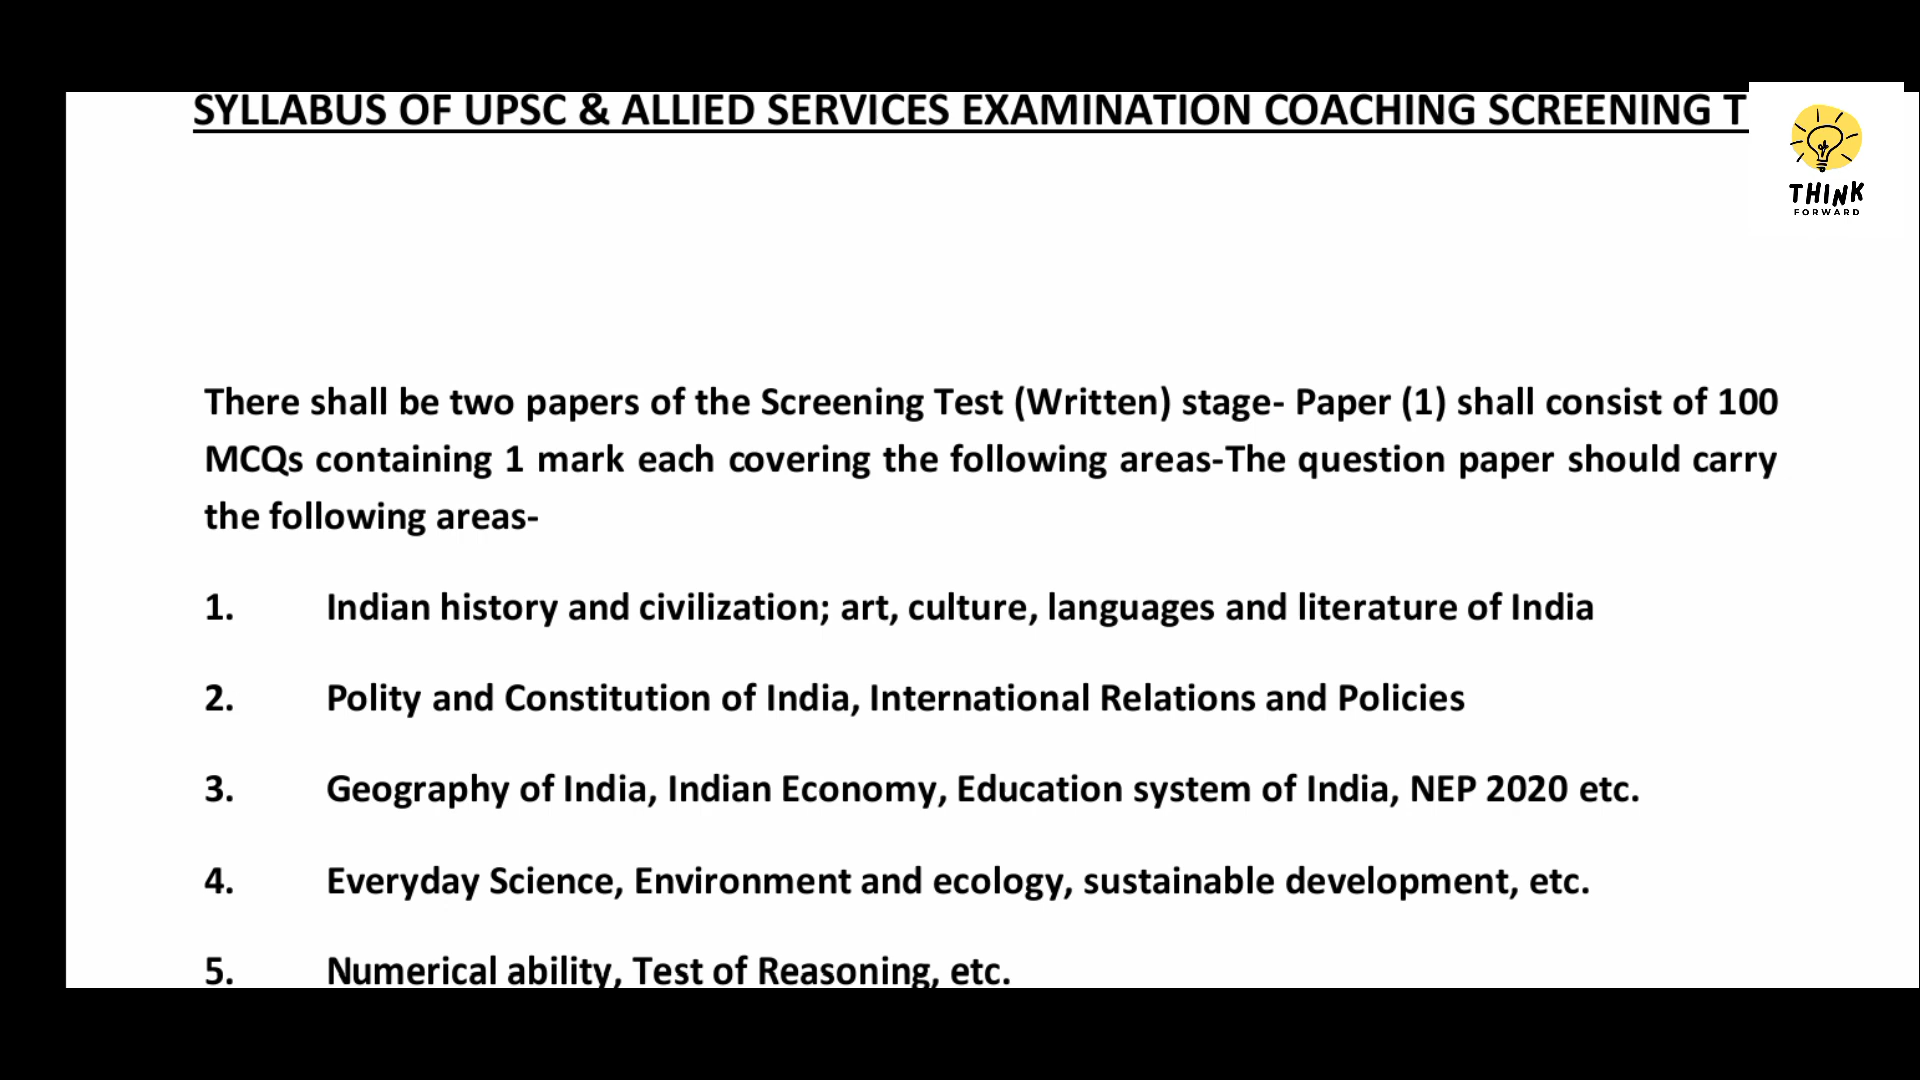 SYLLABUS OF UPSC & ALLIED SERVICES EXAMINATION COACHING SCREENING T
THINK
FORWARD
There shall be two papers of the Screening Test (Written) stage- Paper (1) shall consist of 100
MCQs containing 1 mark each covering the following areas-The question paper should carry
the following areas-
1. Indian history and civilization; art, culture, languages and literature of India
2. Polity and Constitution of India, International Relations and Policies
3. Geography of India, Indian Economy, Education system of India, NEP 2020 etc.
4. Everyday Science, Environment and ecology, sustainable development, etc.
5. Numerical ability, Test of Reasoning, etc.